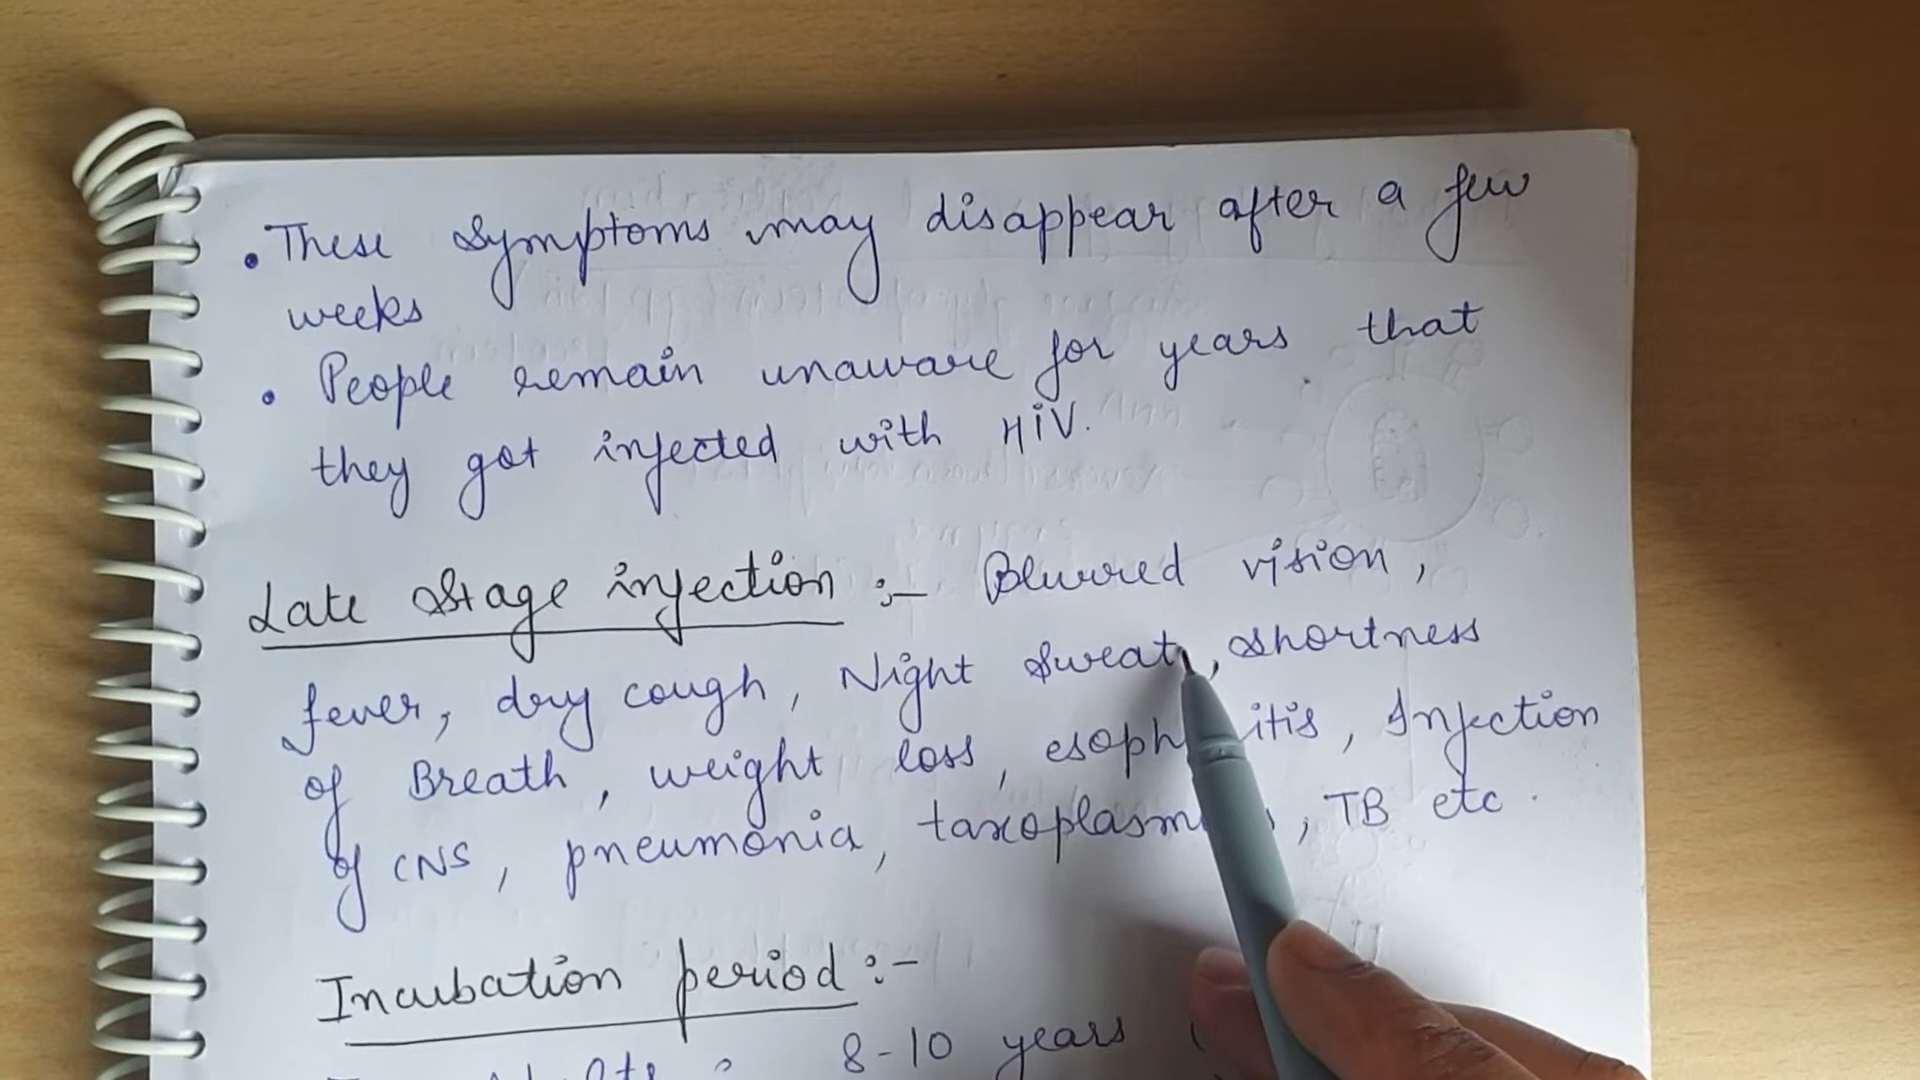 • These symptoms may disappear after a few
weeks
• People remain unaware for years that
they got infected with HIV.
Late Stage infection :-  Blurred vision,
fever, dry cough, Night sweat, shortness
of Breath, weight loss, esoph itis, Infection
of CNS, pneumonia, taxoplasm , TB etc.
Incubation period :-
8-10 years (